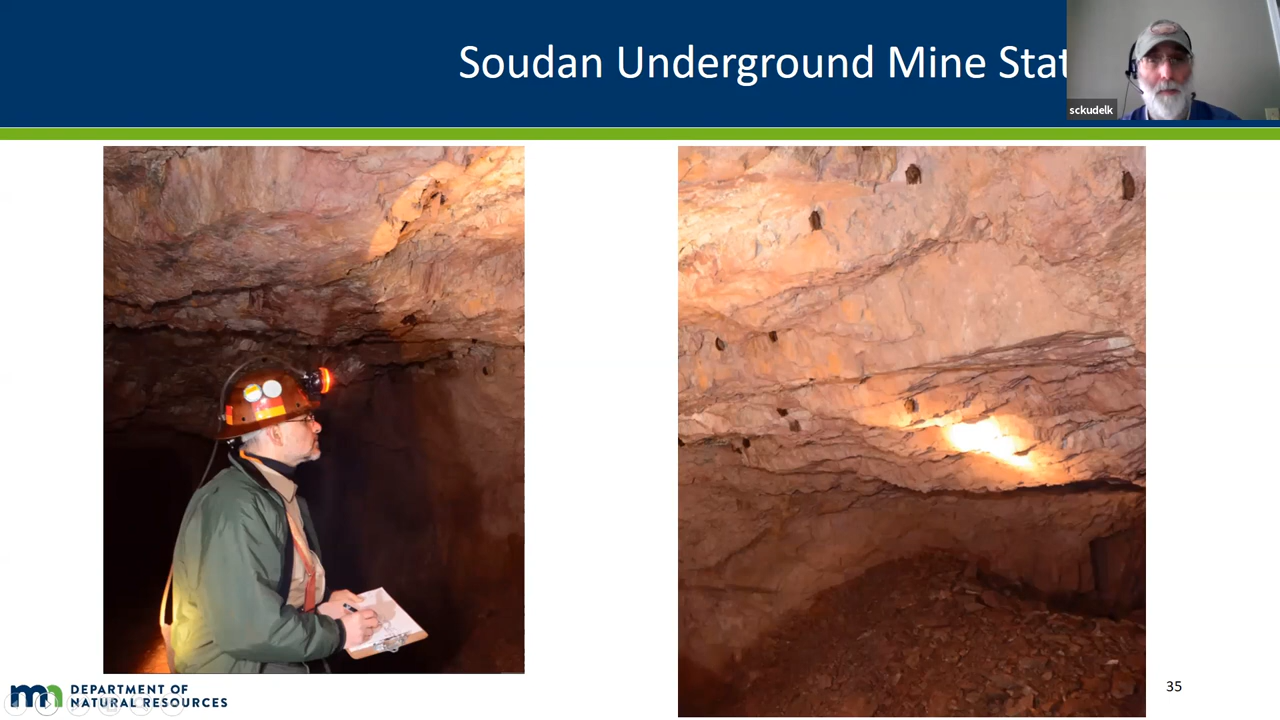 Soudan Underground Mine Stat
sckudelk
DEPARTMENT OF
NATURAL RESOURCES
35